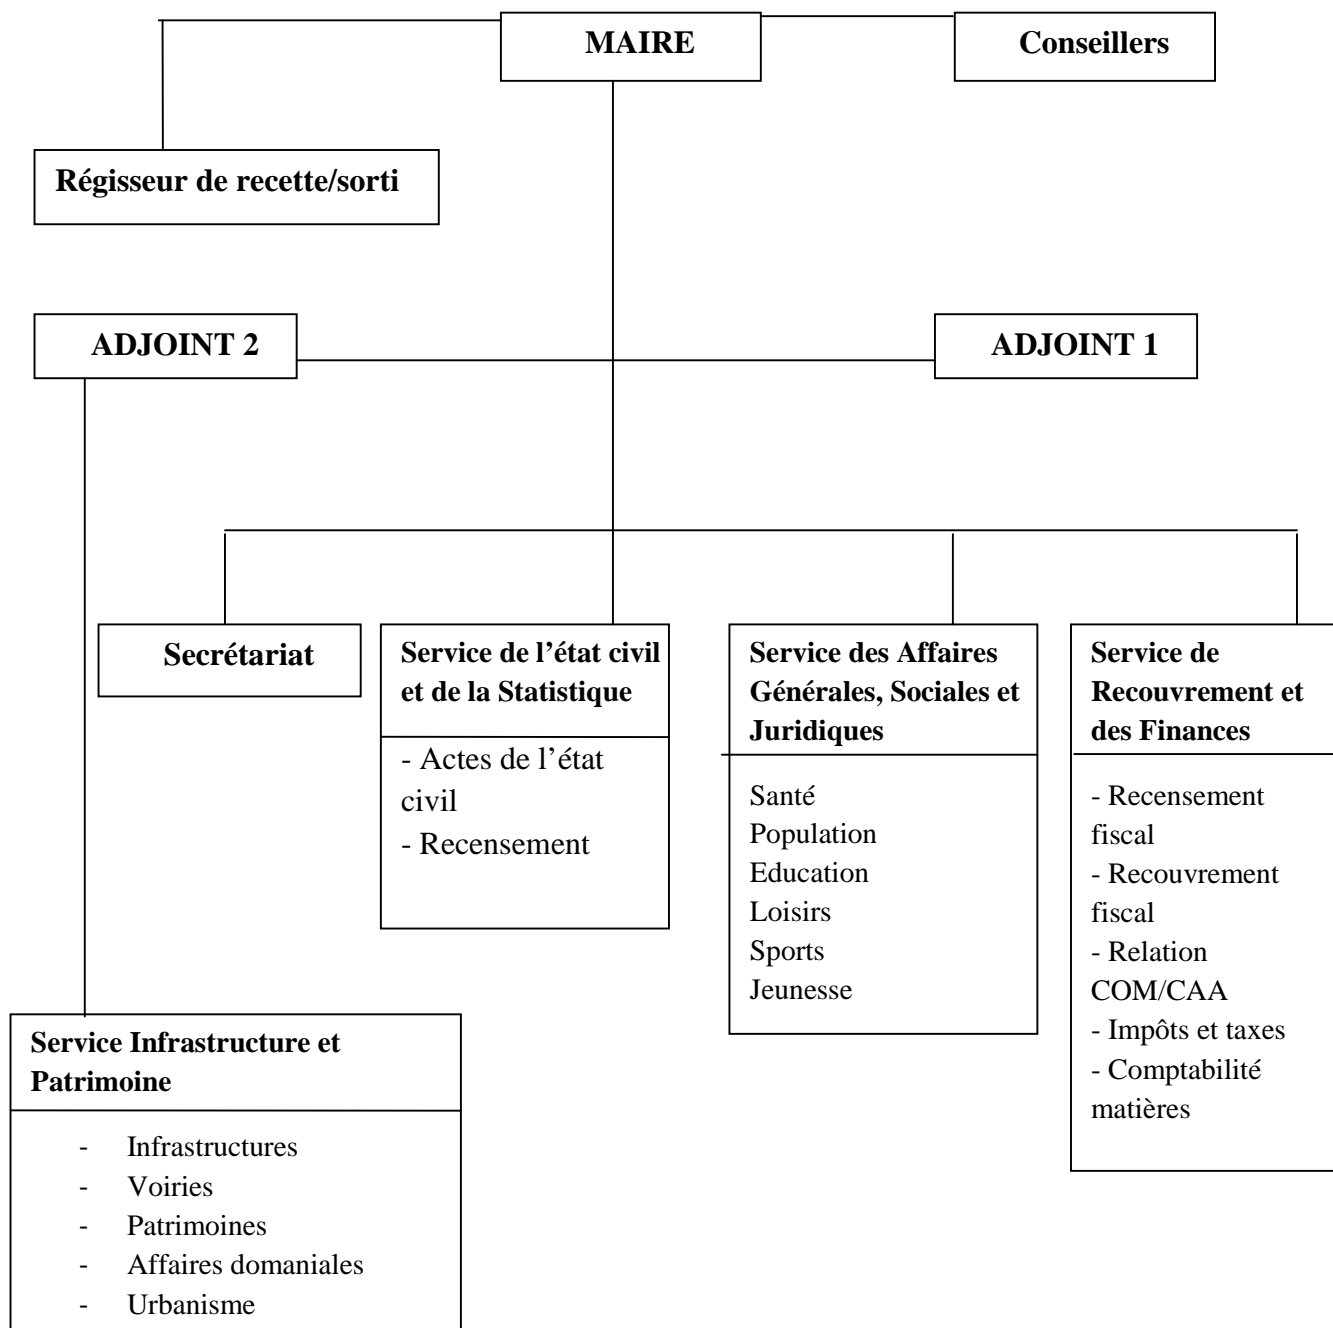 MAIRE
Conseillers
Régisseur de recette/sorti
ADJOINT 2
ADJOINT 1
Secrétariat
Service de l’état civil
et de la Statistique
- Actes de l’état
civil
- Recensement
Service des Affaires
Générales, Sociales et
Juridiques
Santé
Population
Education
Loisirs
Sports
Jeunesse
Service de
Recouvrement et
des Finances
- Recensement
fiscal
- Recouvrement
fiscal
- Relation
COM/CAA
- Impôts et taxes
- Comptabilité
matières
Service Infrastructure et
Patrimoine
- Infrastructures
- Voiries
- Patrimoines
- Affaires domaniales
- Urbanisme